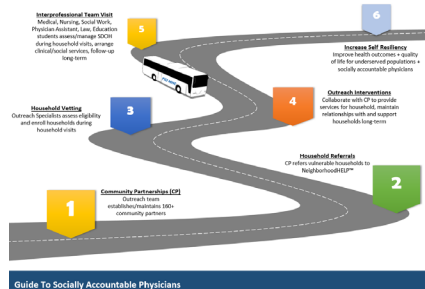 Interprofessional Team Visit
5
Medical, Nursing, Social Work,
Physician Assistant, Law, Education
students assess/manage SDOH
during household visits, arrange
clinical/social services, follow-up
long-term
6
Increase Self Resiliency
Improve health outcomes + quality
of life for underserved populations +
socially accountable physicians
Household Vetting
Outreach Specialists assess eligibility
and enroll households during
household visits
3
4
Outreach Interventions
Collaborate with CP to provide
services for household, maintain
relationships with and support
households long-term
Household Referrals
CP refers vulnerable households to
NeighborhoodHELP™
2
1
Community Partnerships (CP)
Outreach team
establishes/maintains 160+
community partners
Guide To Socially Accountable Physicians